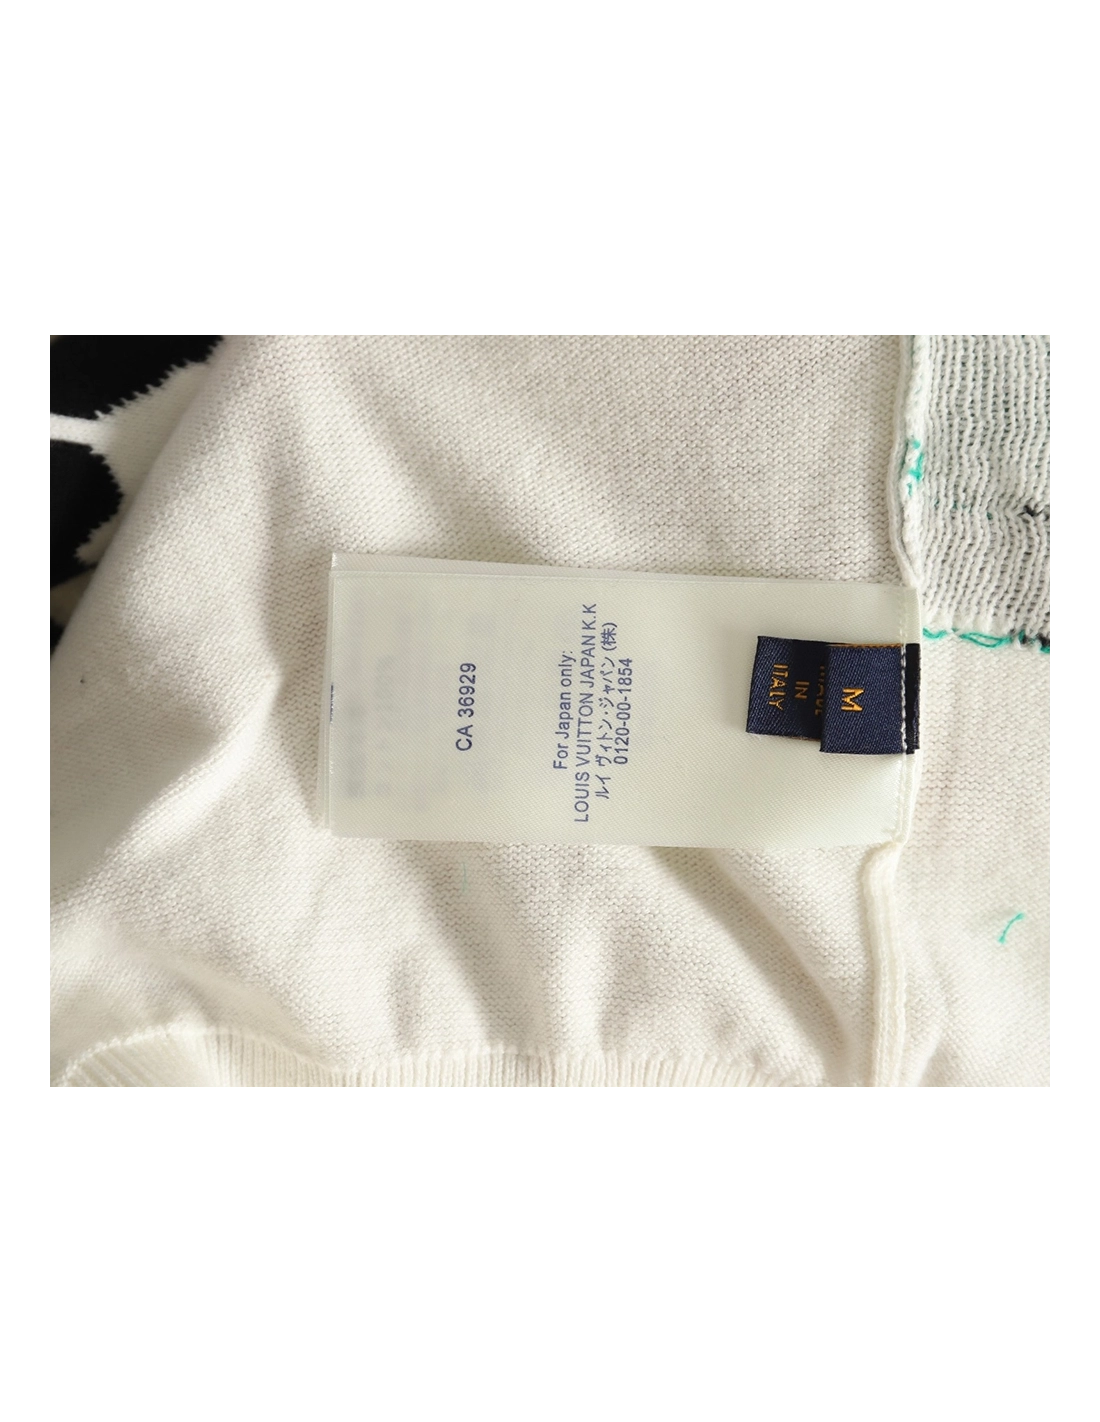 CA 36929
For Japan only:
LOUIS VUITTON JAPAN K.K
ルイ ヴィトン・ジャパン (株)
0120-00-1854
M
IN
ITALY